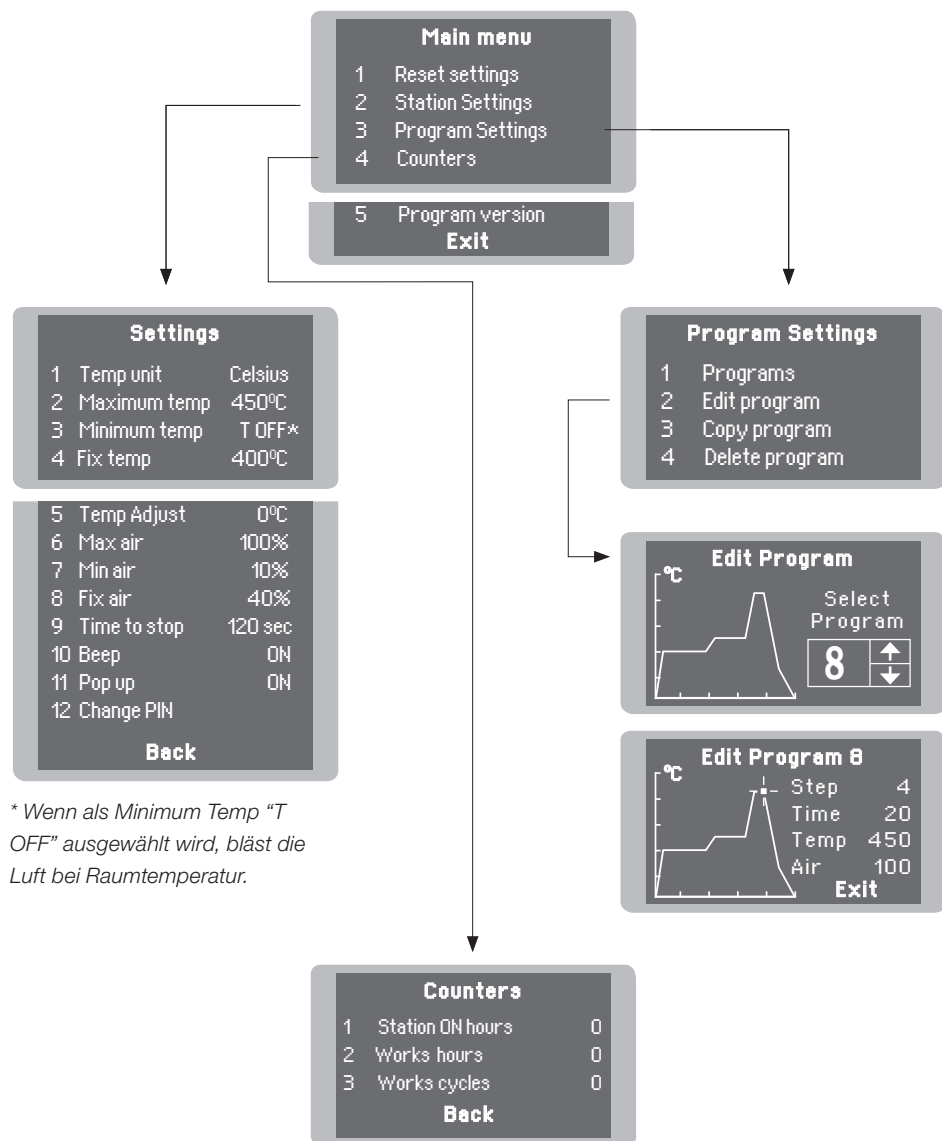 Main menu
1 Reset settings
2 Station Settings
3 Program Settings
4 Counters
5 Program version
Exit
Settings
1 Temp unit Celsius
2 Maximum temp 450ºC
3 Minimum temp T OFF*
4 Fix temp 400ºC
5 Temp Adjust 0ºC
6 Max air 100%
7 Min air 10%
8 Fix air 40%
9 Time to stop 120 sec
10 Beep ON
11 Pop up ON
12 Change PIN
Back
* Wenn als Minimum Temp “T
OFF” ausgewählt wird, bläst die
Luft bei Raumtemperatur.
Program Settings
1 Programs
2 Edit program
3 Copy program
4 Delete program
Edit Program
ºC
Select
Program
8
Edit Program 8
ºC
Step 4
Time 20
Temp 450
Air 100
Exit
Counters
1 Station ON hours 0
2 Works hours 0
3 Works cycles 0
Back